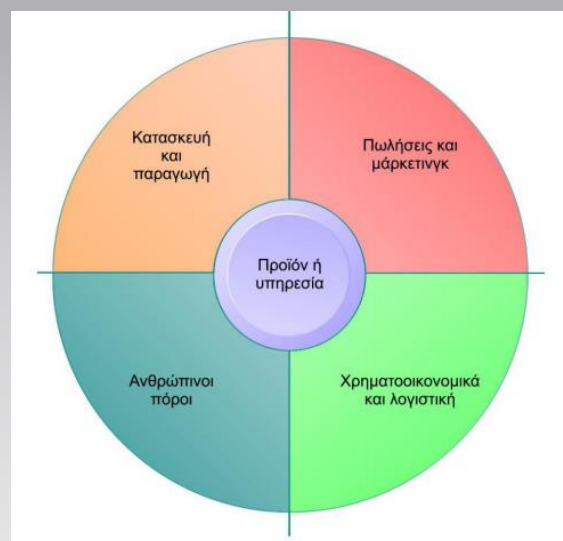 Κατασκευή
και
παραγωγή
Πωλήσεις και
μάρκετινγκ
Προϊόν ή
υπηρεσία
Ανθρώπινοι
πόροι
Χρηματοοικονομικά
και λογιστική